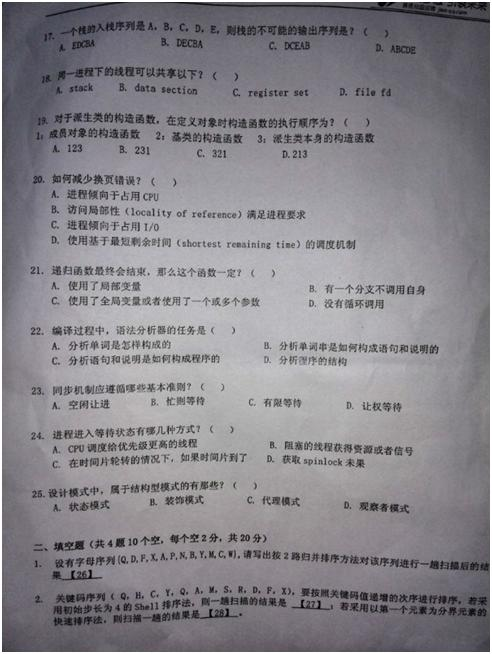 17. 一个栈的入栈序列是 A, B, C, D, E, 则栈的不可能的输出序列是？（ ）
A. EDCBA B. DECBA C. DCEAB D. ABCDE
18. 同一进程下的线程可以共享以下？（ ）
A. stack B. data section C. register set D. file fd
19. 对于派生类的构造函数，在定义对象时构造函数的执行顺序为？（ ）
1: 成员对象的构造函数 2: 基类的构造函数 3: 派生类本身的构造函数
A. 123 B. 231 C. 321 D.213
20. 如何减少换页错误？（ ）
A. 进程倾向于占用 CPU
B. 访问局部性（locality of reference）满足进程要求
C. 进程倾向于占用 I/O
D. 使用基于最短剩余时间（shortest remaining time）的调度机制
21. 递归函数最终会结束，那么这个函数一定？（ ）
A. 使用了局部变量 B. 有一个分支不调用自身
C. 使用了全局变量或者使用了一个或多个参数 D. 没有循环调用
22. 编译过程中，语法分析器的任务是（ ）
A. 分析单词是怎样构成的 B. 分析单词串是如何构成语句和说明的
C. 分析语句和说明是如何构成程序的 D. 分析程序的结构
23. 同步机制应遵循哪些基本准则？（ ）
A. 空闲让进 B. 忙则等待 C. 有限等待 D. 让权等待
24. 进程进入等待状态有哪几种方式？（ ）
A. CPU 调度给优先级更高的线程 B. 阻塞的线程获得资源或者信号
C. 在时间片轮转的情况下，如果时间片到了 D. 获取 spinlock 未果
25. 设计模式中，属于结构型模式的有哪些？（ ）
A. 状态模式 B. 装饰模式 C. 代理模式 D. 观察者模式
二、填空题（共 4 题 10 个空，每个空 2 分，共 20 分）
1. 设有字母序列{Q, D, F, X, A, P, N, B, Y, M, C, W}, 请写出按 2 路归并排序方法对该序列进行一趟扫描后的结
果 【26】
2. 关键码序列（ Q, H, C, Y, Q, A, M, S, R, D, F, X), 要按照关键码值递增的次序进行排序，若采
用初始步长为 4 的 Shell 排序法，则一趟扫描的结果是 【27】 ；若采用以第一个元素为分界元素的
快速排序法，则扫描一趟的结果是 【28】 。